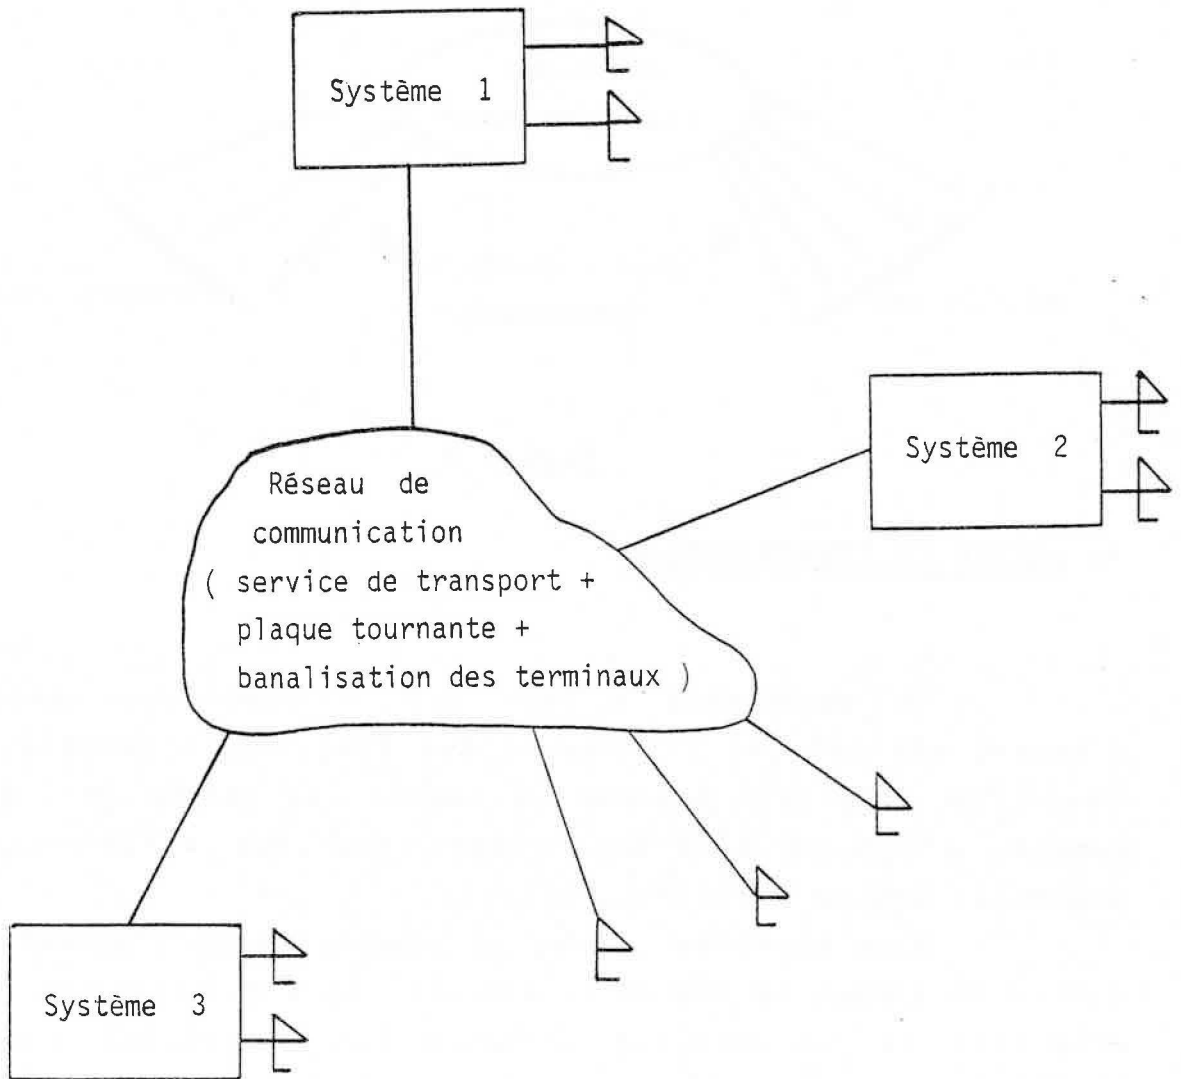 Système 1
Système 2
Réseau de
communication
( service de transport +
plaque tournante +
banalisation des terminaux )
Système 3